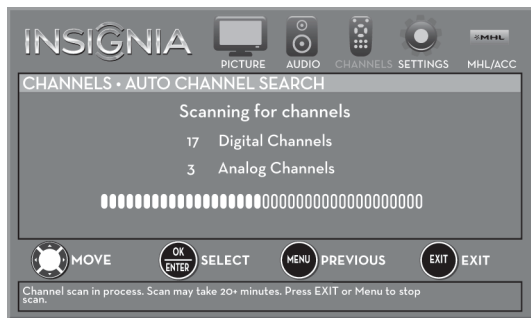 INSIGNIA
PICTURE AUDIO CHANNELS SETTINGS MHL MHL/ACC
CHANNELS • AUTO CHANNEL SEARCH
Scanning for channels
17 Digital Channels
3 Analog Channels
MOVE OK ENTER SELECT MENU PREVIOUS EXIT EXIT
Channel scan in process. Scan may take 20+ minutes. Press EXIT or Menu to stop
scan.